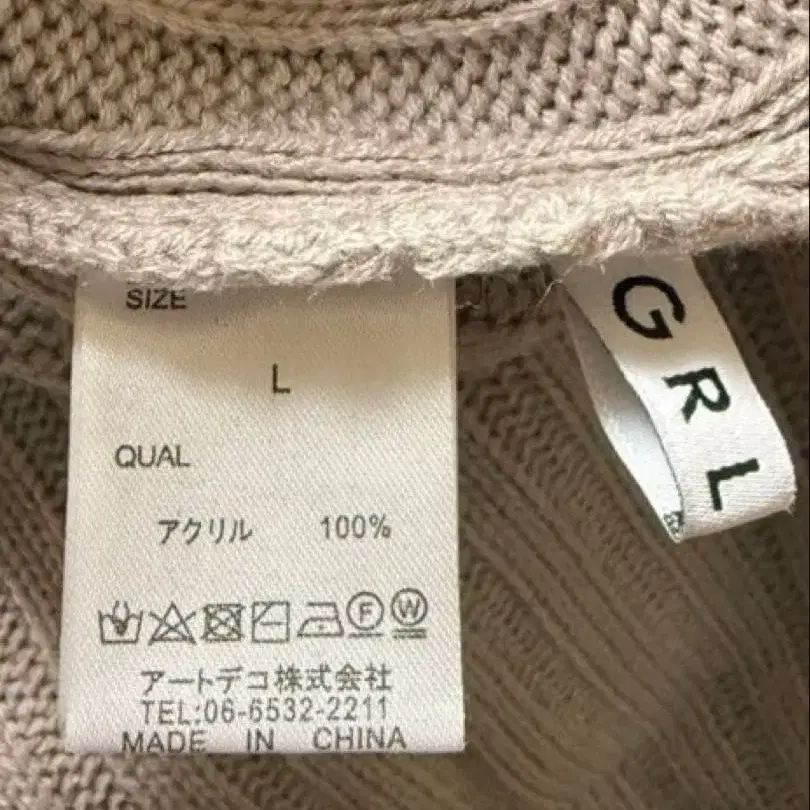 SIZE
L
QUAL
アクリル 100%
F W
アートデコ株式会社
TEL:06-6532-2211
MADE IN CHINA
GRL